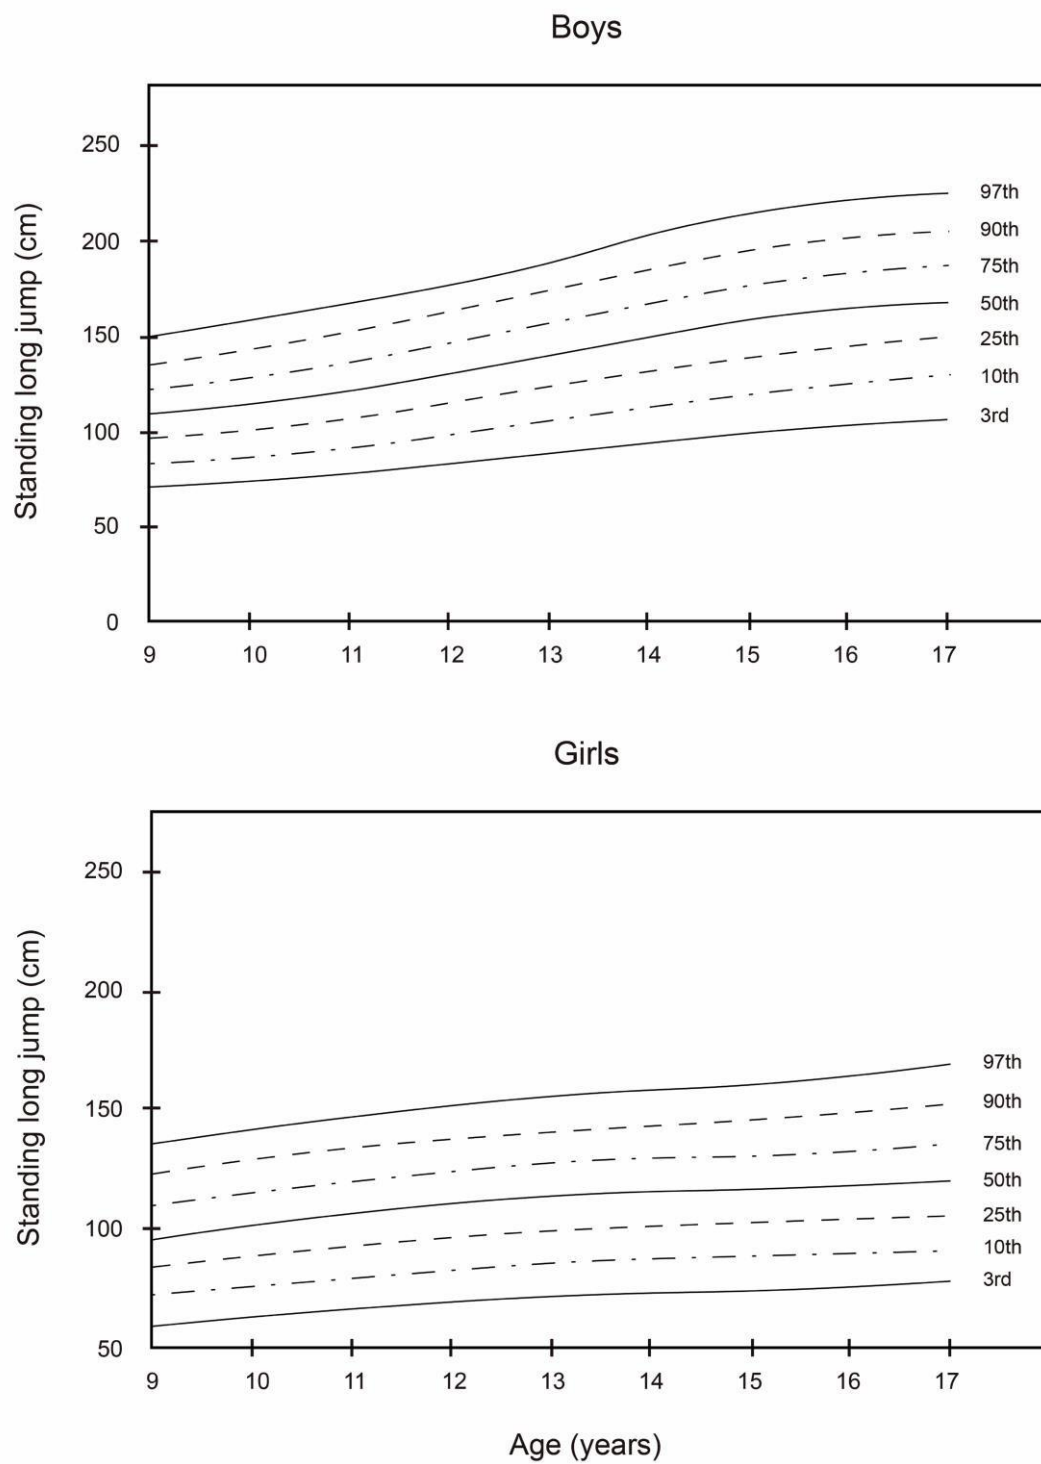 Boys
Standing long jump (cm)
250
200
150
100
50
0
97th
90th
75th
50th
25th
10th
3rd
9 10 11 12 13 14 15 16 17
Girls
Standing long jump (cm)
250
200
150
100
50
97th
90th
75th
50th
25th
10th
3rd
9 10 11 12 13 14 15 16 17
Age (years)